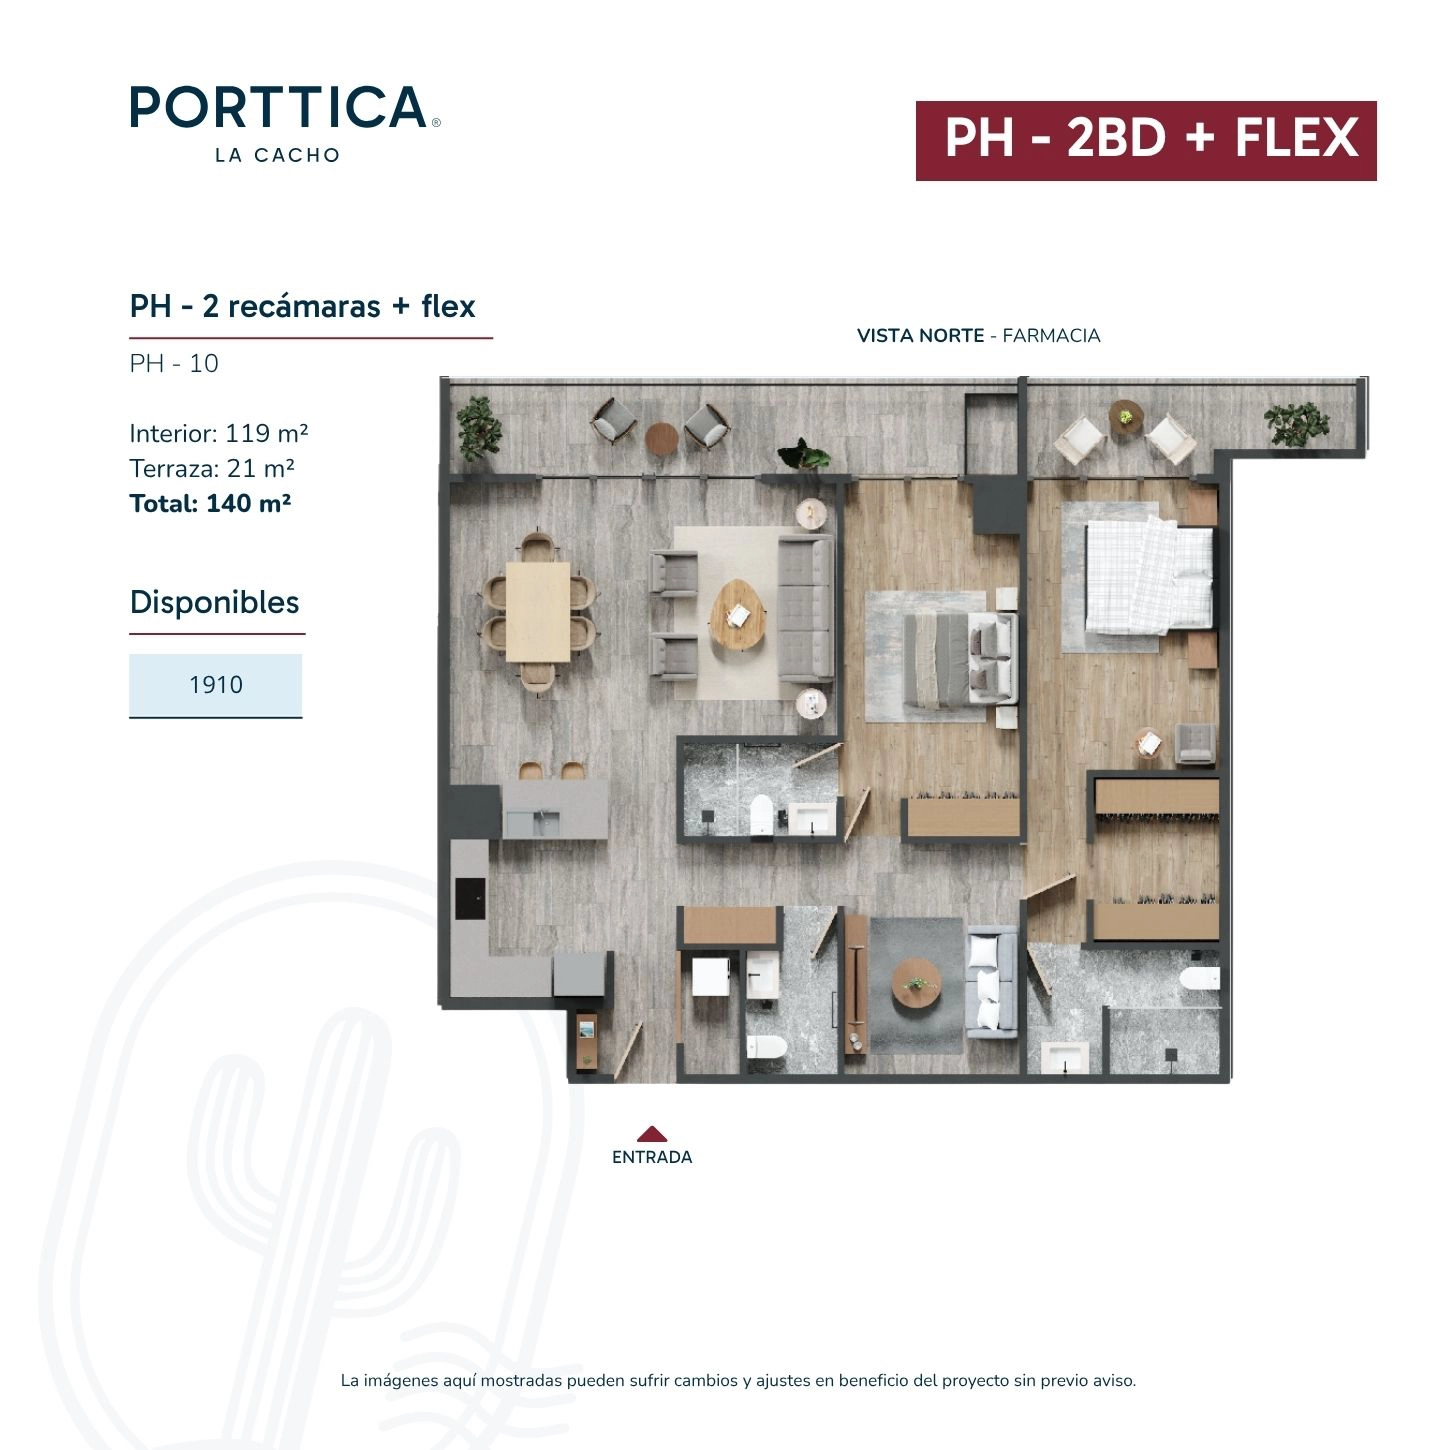 PORTTICA®
LA CACHO
PH - 2BD + FLEX
PH - 2 recámaras + flex
PH - 10
Interior: 119 m²
Terraza: 21 m²
Total: 140 m²
Disponibles
1910
VISTA NORTE - FARMACIA
ENTRADA
La imágenes aquí mostradas pueden sufrir cambios y ajustes en beneficio del proyecto sin previo aviso.